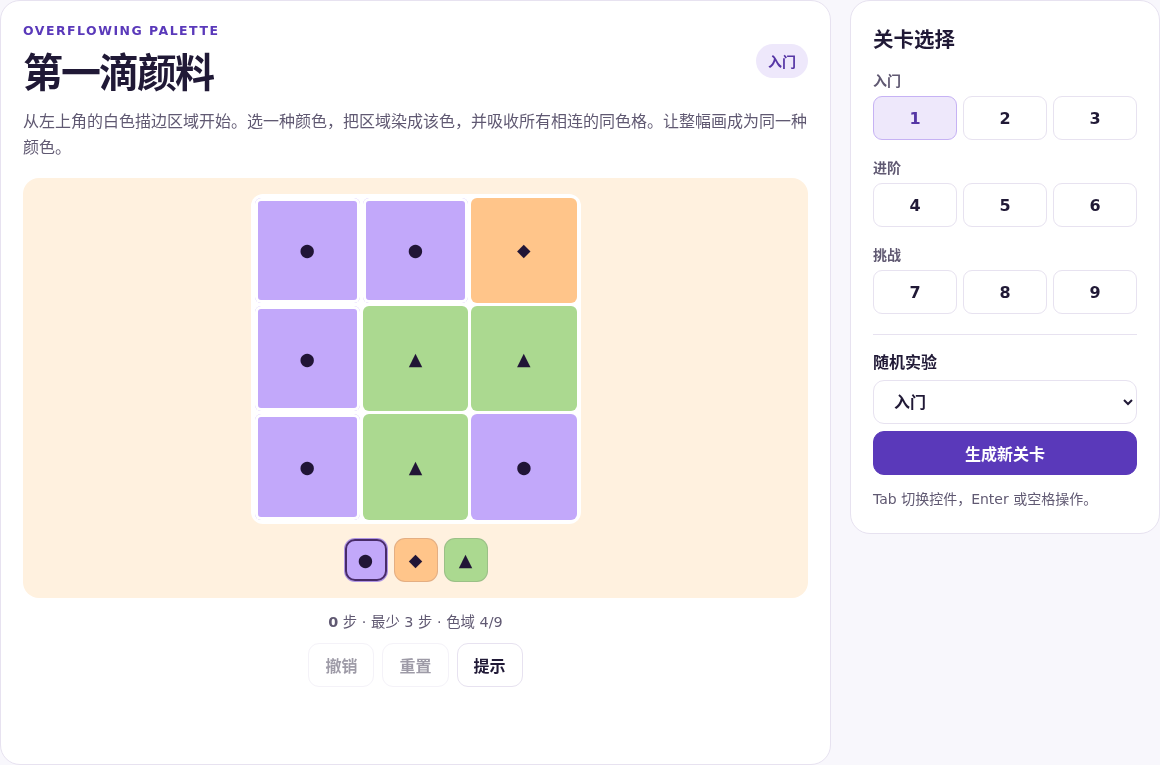 OVERFLOWING PALETTE
第一滴颜料
入门
从左上角的白色描边区域开始。选一种颜色，把区域染成该色，并吸收所有相连的同色格。让整幅画成为同一种
颜色。
0 步 · 最少 3 步 · 色域 4/9
撤销 重置 提示
关卡选择
入门
1 2 3
进阶
4 5 6
挑战
7 8 9
随机实验
入门
生成新关卡
Tab 切换控件，Enter 或空格操作。